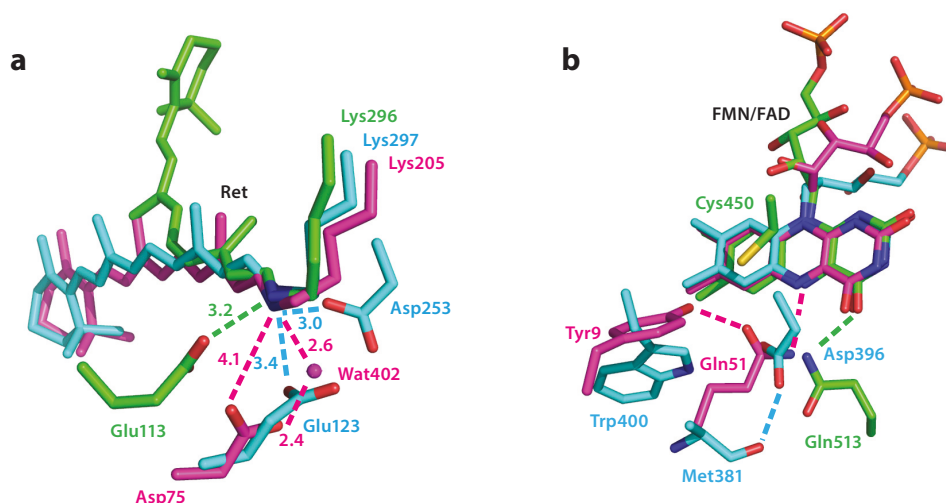 a
Lys296
Lys297
Lys205
Ret
3.2
3.0
Asp253
4.1
3.4
2.6
Wat402
Glu113
Glu123
2.4
Asp75
b
FMN/FAD
Cys450
Tyr9
Gln51
Asp396
Trp400
Gln513
Met381